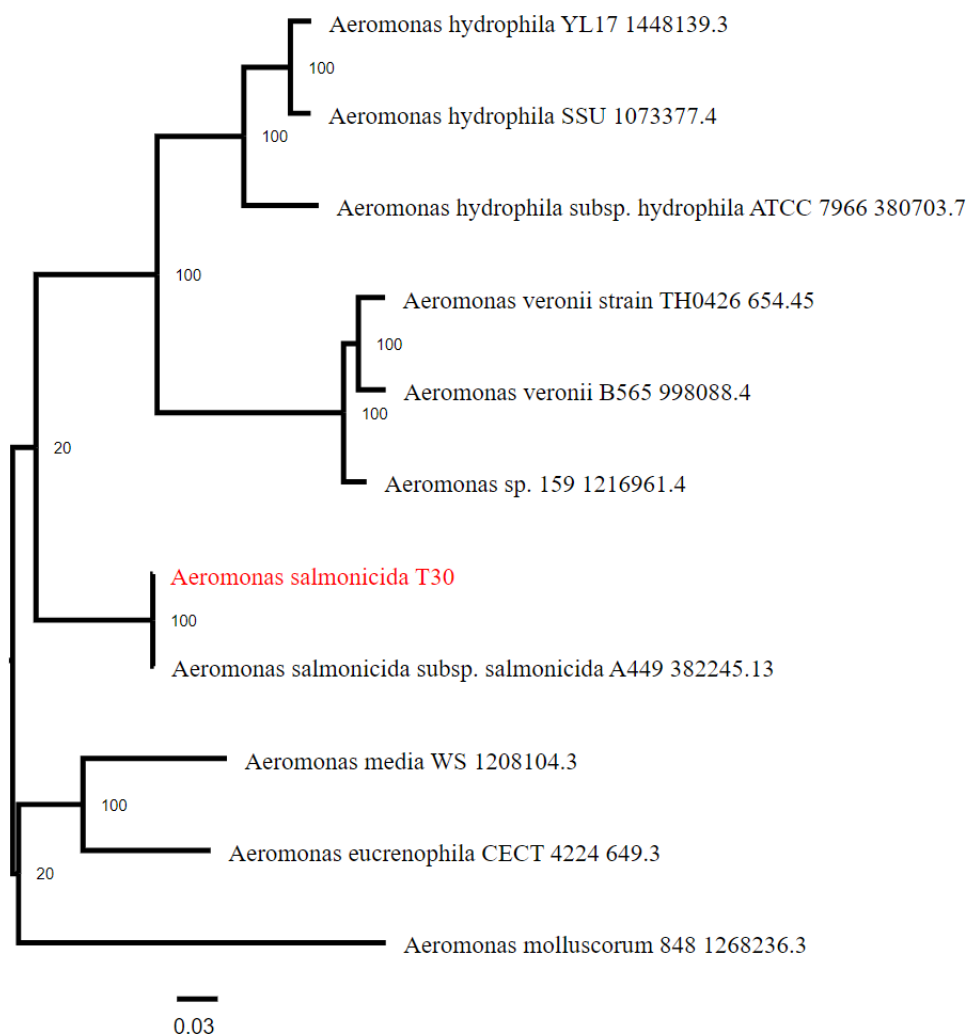 Aeromonas hydrophila YL17 1448139.3
100
Aeromonas hydrophila SSU 1073377.4
100
Aeromonas hydrophila subsp. hydrophila ATCC 7966 380703.7
100
Aeromonas veronii strain TH0426 654.45
100
Aeromonas veronii B565 998088.4
100
20
Aeromonas sp. 159 1216961.4
Aeromonas salmonicida T30
100
Aeromonas salmonicida subsp. salmonicida A449 382245.13
Aeromonas media WS 1208104.3
100
Aeromonas eucrenophila CECT 4224 649.3
20
Aeromonas molluscorum 848 1268236.3
0.03